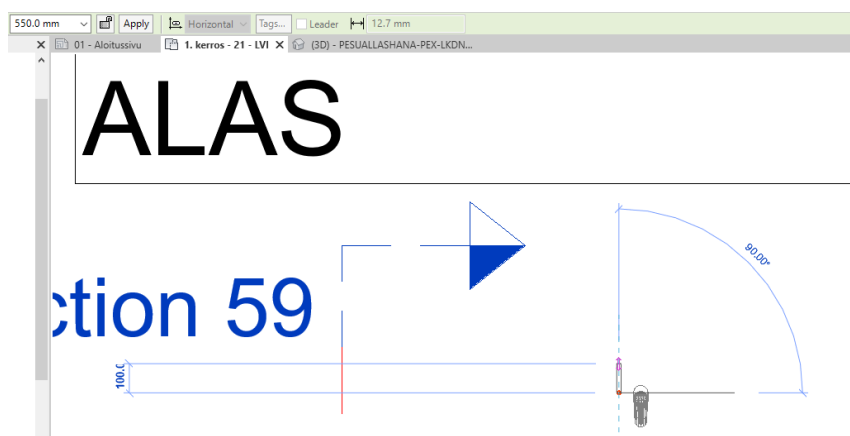 550.0 mm Apply Horizontal Tags... Leader 12.7 mm
01 - Aloitussivu 1. kerros - 21 - LVI (3D) - PESUALLASHANA-PEX-LKDN...
ALAS
90.00°
ction 59
100.0